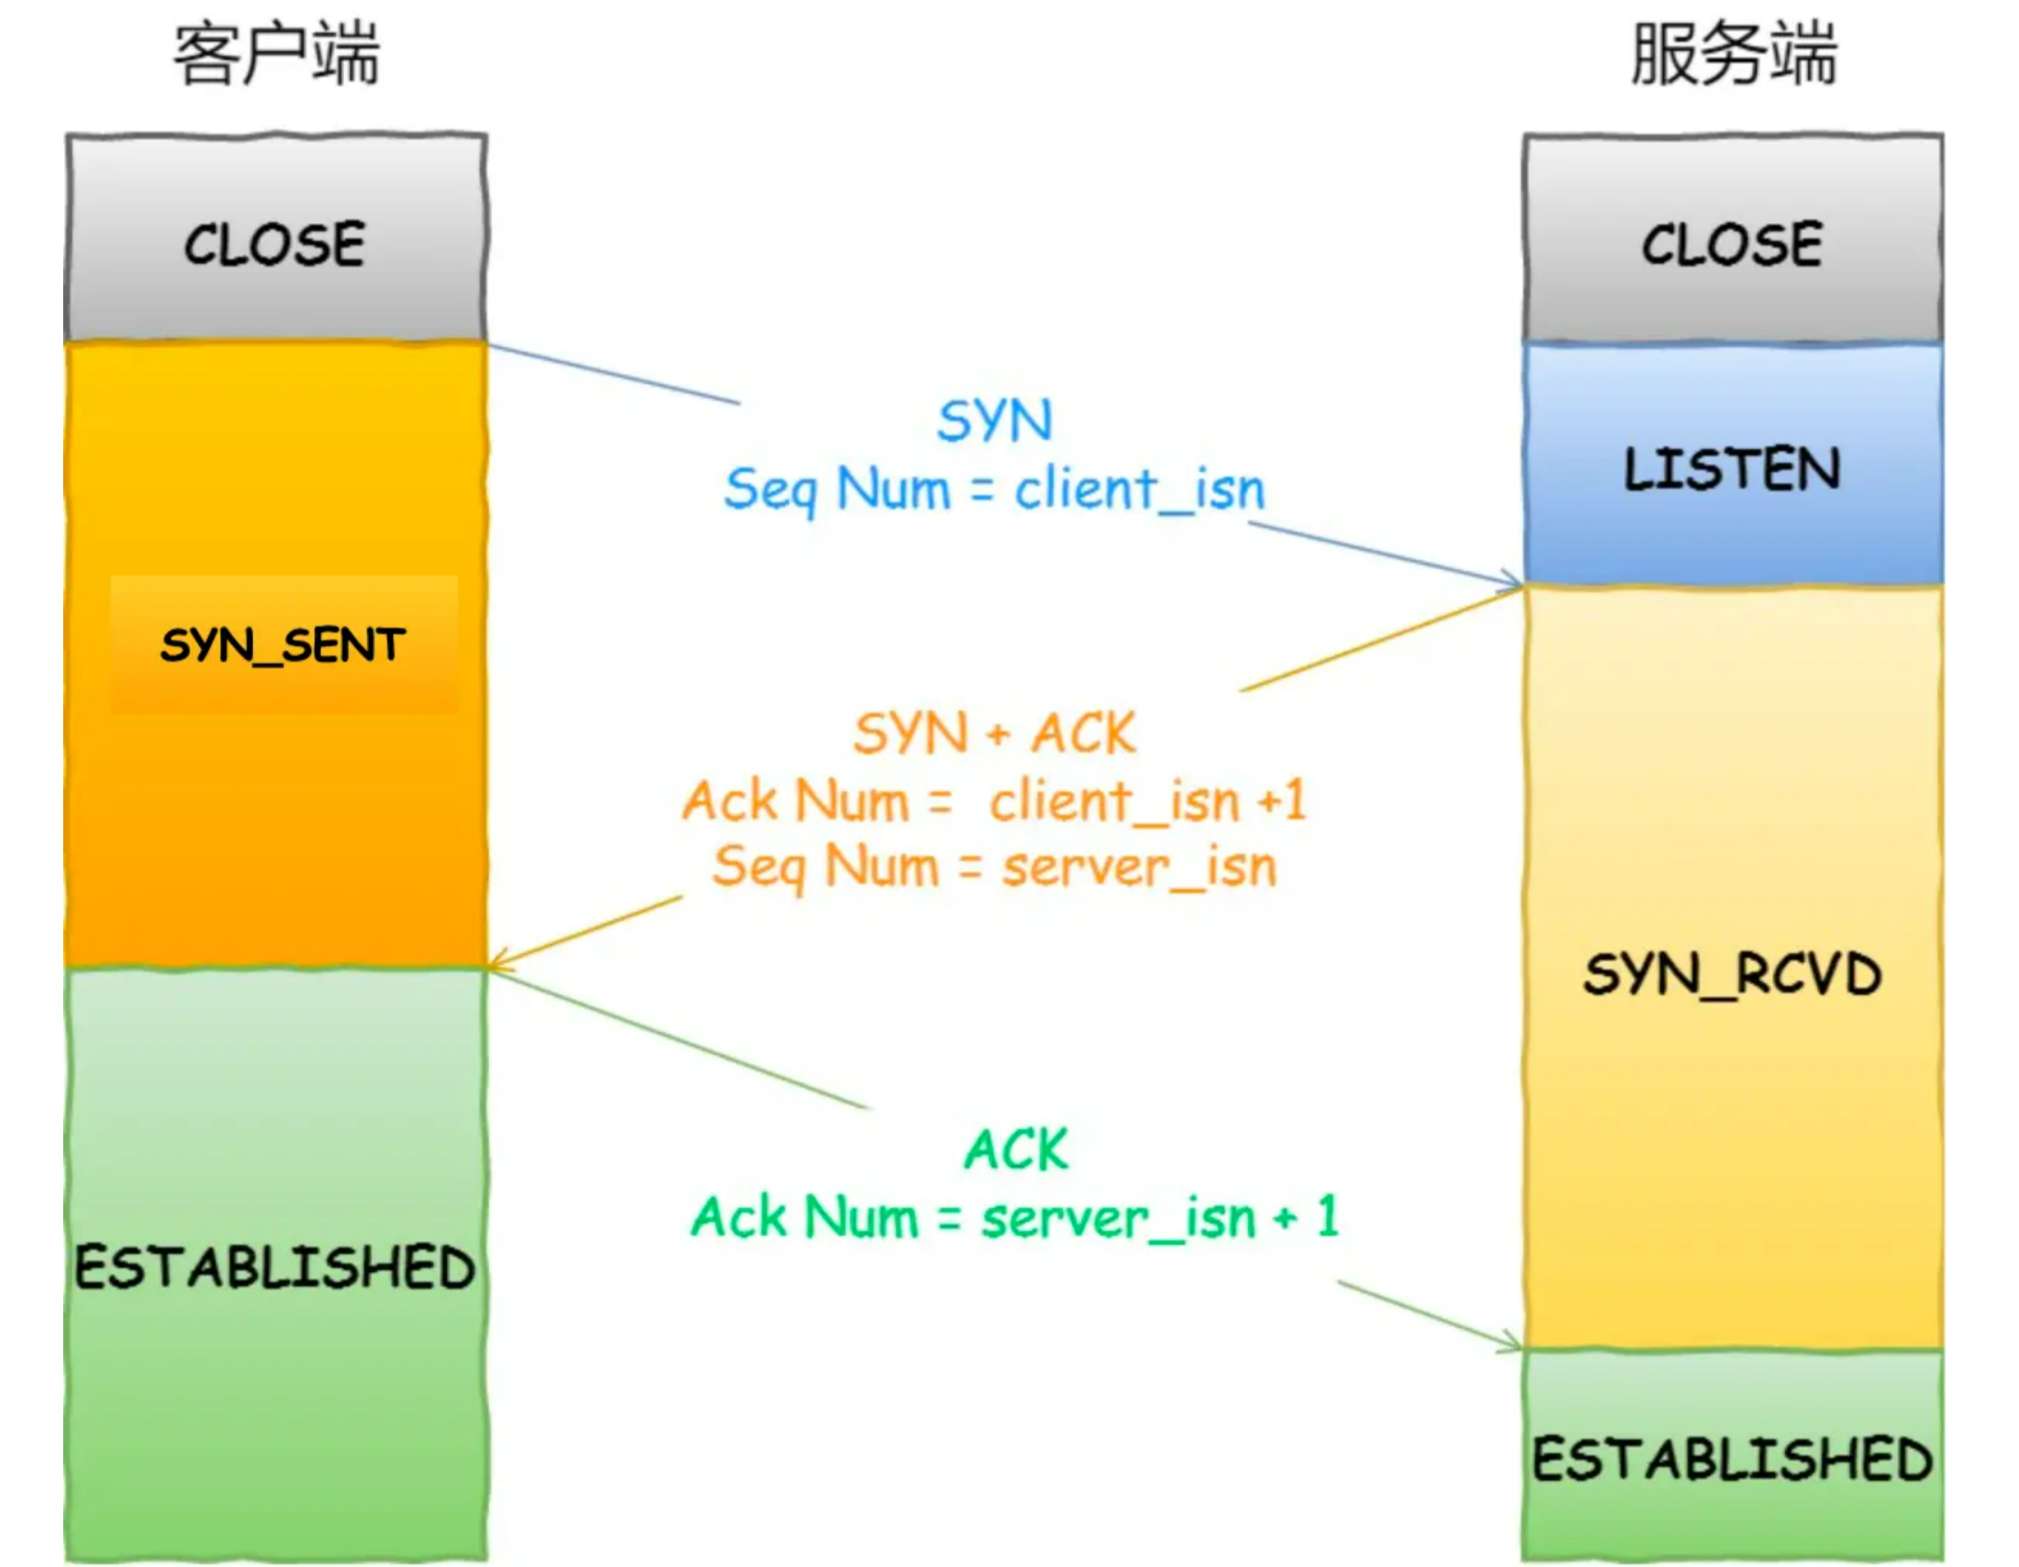 客户端
服务端
CLOSE
CLOSE
SYN
Seq Num = client_isn
LISTEN
SYN_SENT
SYN + ACK
Ack Num =  client_isn +1
Seq Num = server_isn
SYN_RCVD
ACK
Ack Num = server_isn + 1
ESTABLISHED
ESTABLISHED